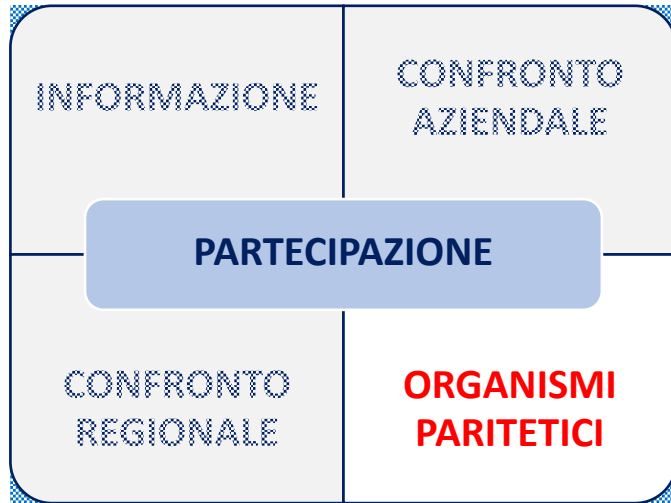 INFORMAZIONE
CONFRONTO
AZIENDALE
PARTECIPAZIONE
CONFRONTO
REGIONALE
ORGANISMI
PARITETICI